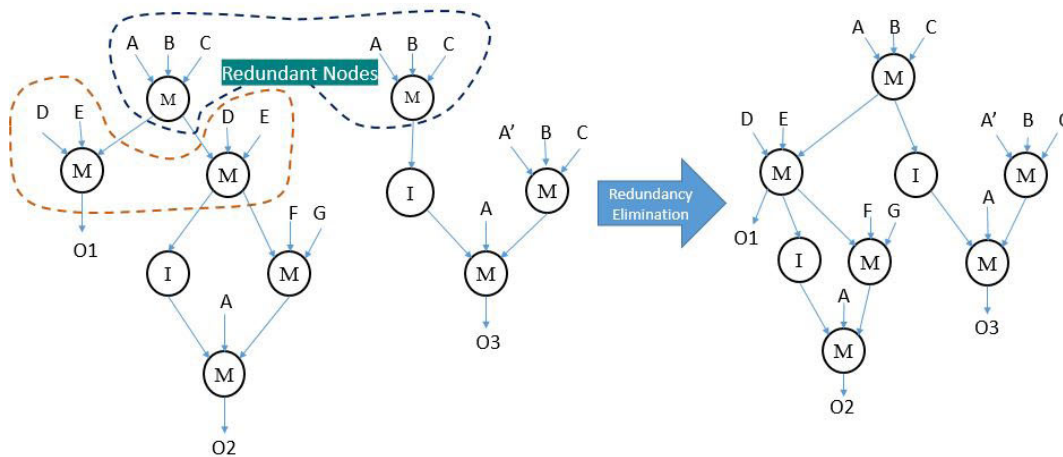 A B C
A B C
Redundant Nodes
M
M
D E
D E
A' B C
M
M
I
M
Redundancy
Elimination
F G
A
O1
I
M
M
A
O3
M
O2
A B C
M
D E
A' B C
M
I
M
F G
A
O1
I
M
M
A
O3
M
O2